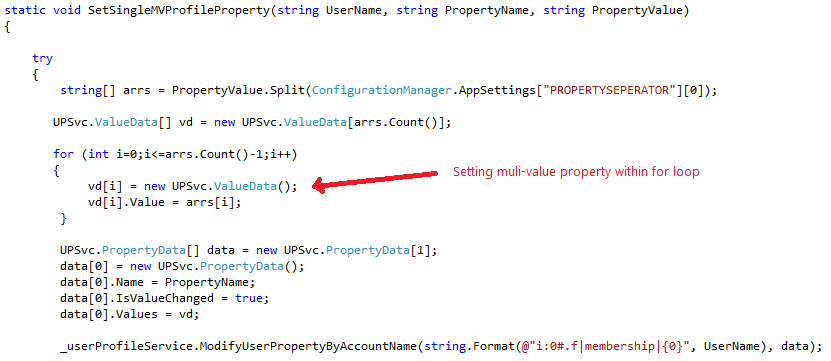 static void SetSingleMVProfileProperty(string UserName, string PropertyName, string PropertyValue)
{
try
{
string[] arrs = PropertyValue.Split(ConfigurationManager.AppSettings["PROPERTYSEPERATOR"][0]);
UPSvc.ValueData[] vd = new UPSvc.ValueData[arrs.Count()];
for (int i=0;i<=arrs.Count()-1;i++)
{
vd[i] = new UPSvc.ValueData();
Setting muli-value property within for loop
vd[i].Value = arrs[i];
}
UPSvc.PropertyData[] data = new UPSvc.PropertyData[1];
data[0] = new UPSvc.PropertyData();
data[0].Name = PropertyName;
data[0].IsValueChanged = true;
data[0].Values = vd;
_userProfileService.ModifyUserPropertyByAccountName(string.Format(@"i:0#.f|membership|{0}", UserName), data);